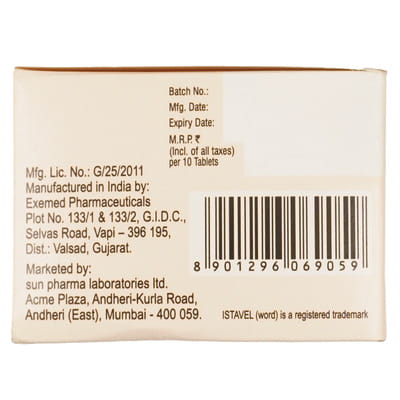 Batch No.:
Mfg. Date:
Expiry Date:
M.R.P. ₹
(Incl. of all taxes)
per 10 Tablets
Mfg. Lic. No.: G/25/2011
Manufactured in India by:
Exemed Pharmaceuticals
Plot No. 133/1 & 133/2, G.I.D.C.,
Selvas Road, Vapi – 396 195,
Dist.: Valsad, Gujarat.
Marketed by:
sun pharma laboratories ltd.
Acme Plaza, Andheri-Kurla Road,
Andheri (East), Mumbai - 400 059.
8 901296 069059
ISTAVEL (word) is a registered trademark